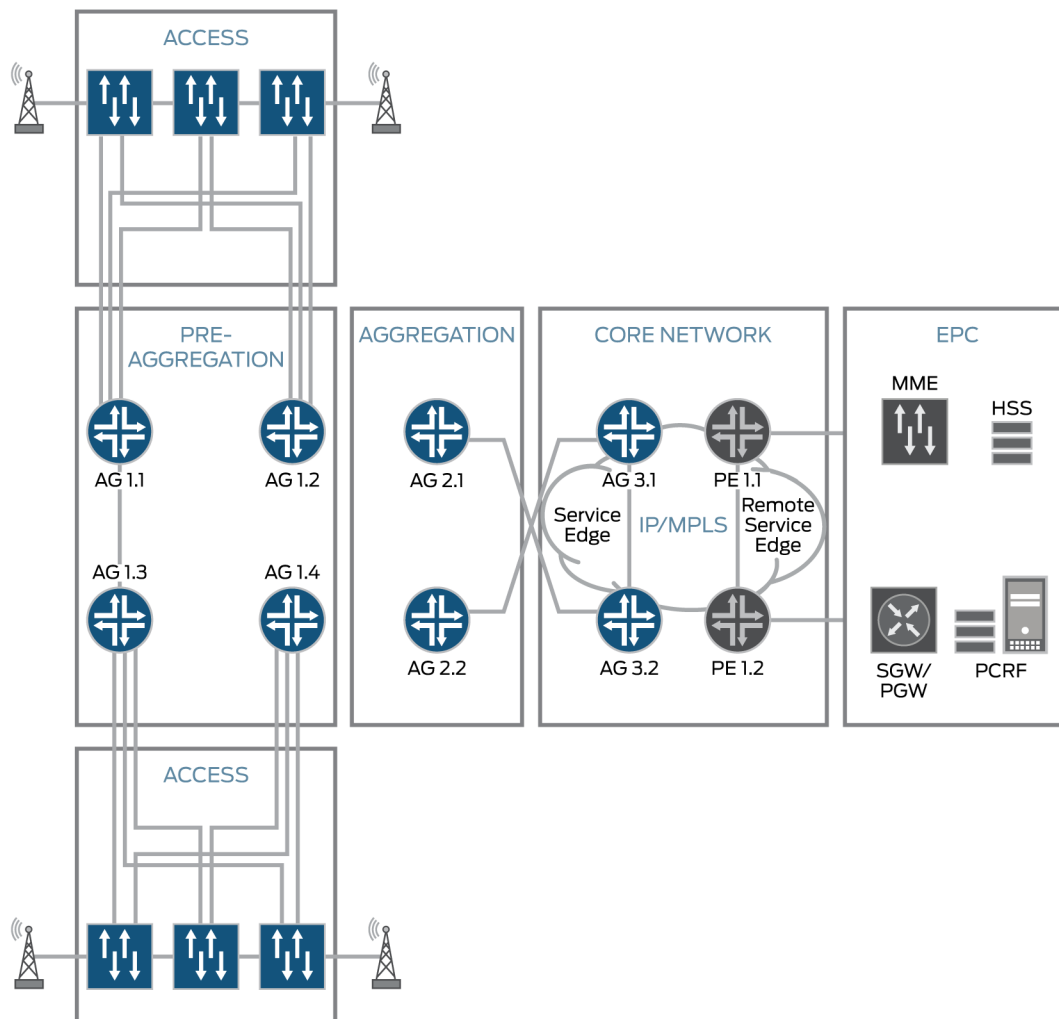 ACCESS
PRE-
AGGREGATION
AGGREGATION
CORE NETWORK
EPC
MME
HSS
AG 1.1
AG 1.2
AG 2.1
AG 3.1
PE 1.1
Service
Edge
IP/MPLS
Remote
Service
Edge
AG 1.3
AG 1.4
AG 2.2
AG 3.2
PE 1.2
SGW/
PGW
PCRF
ACCESS